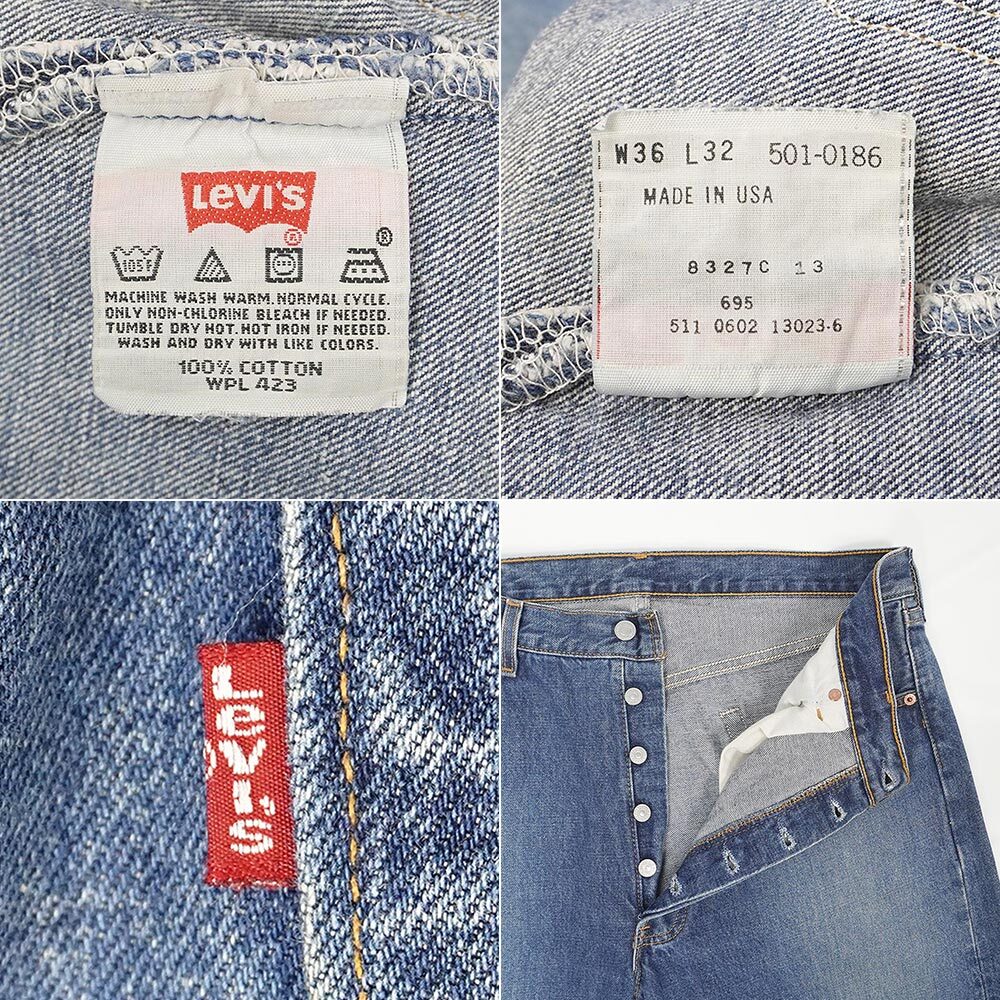 Levi's
®
105F
®
MACHINE WASH WARM. NORMAL CYCLE.
ONLY NON-CHLORINE BLEACH IF NEEDED.
TUMBLE DRY HOT. HOT IRON IF NEEDED.
WASH AND DRY WITH LIKE COLORS.
100% COTTON
WPL 423
W36 L32 501-0186
MADE IN USA
8327C 13
695
511 0602 13023-6
LeVI's